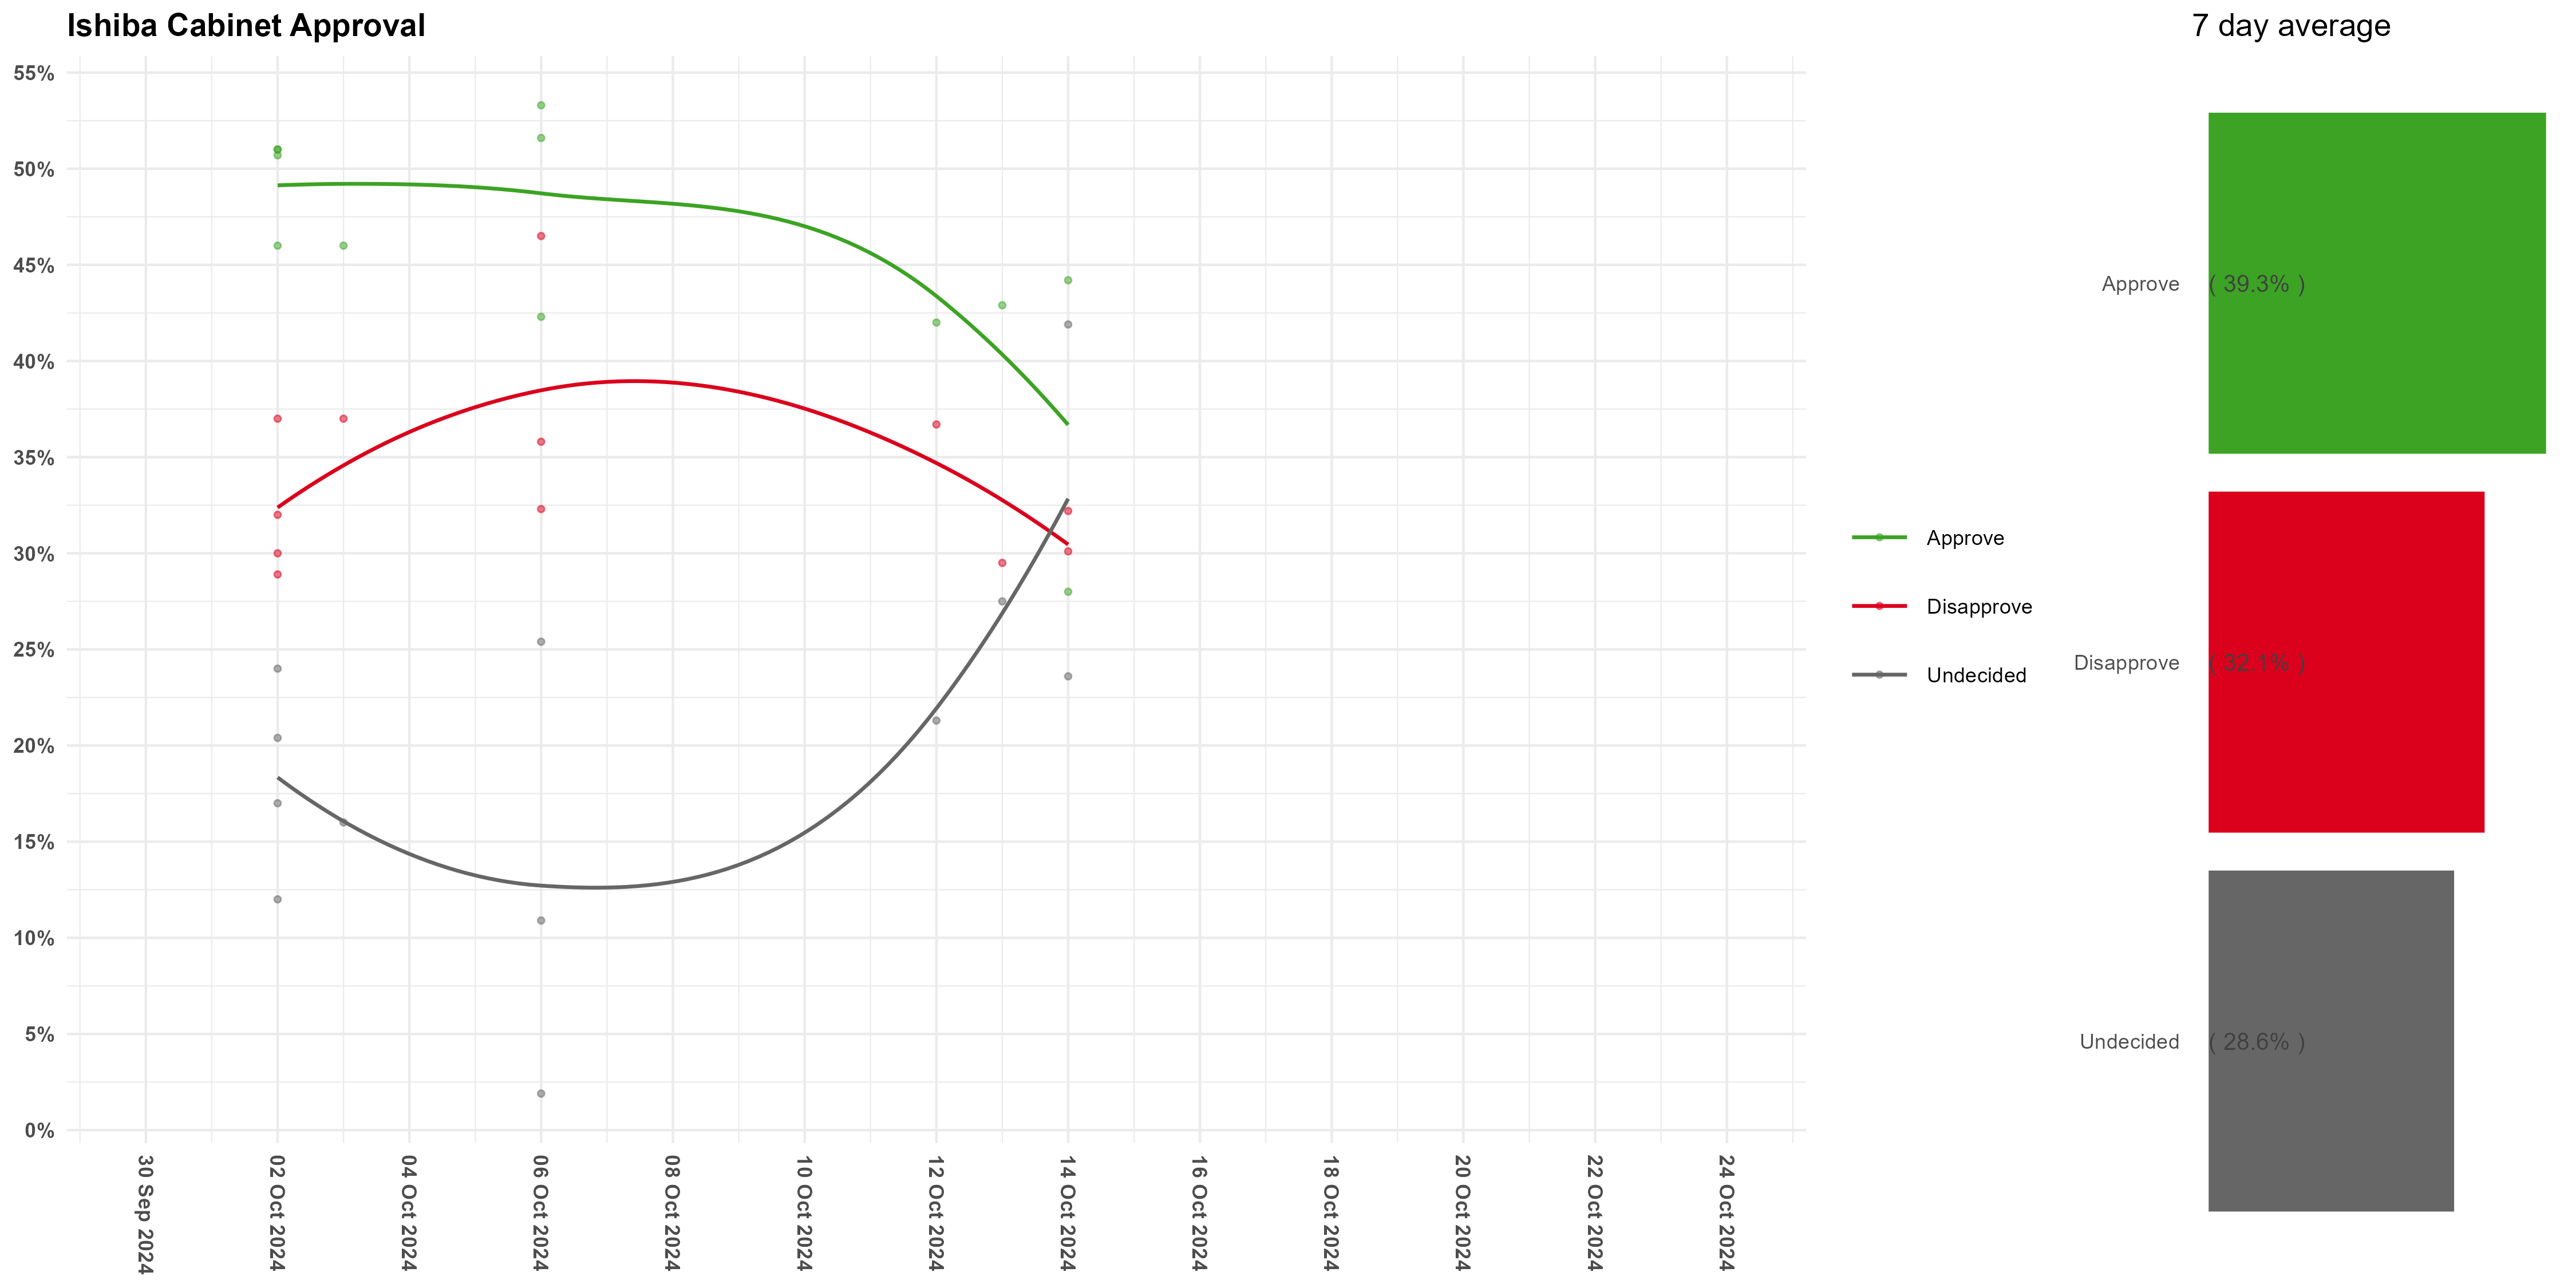 Ishiba Cabinet Approval
55%
50%
45%
40%
35%
30%
25%
20%
15%
10%
5%
0%
30 Sep 2024
02 Oct 2024
04 Oct 2024
06 Oct 2024
08 Oct 2024
10 Oct 2024
12 Oct 2024
14 Oct 2024
16 Oct 2024
18 Oct 2024
20 Oct 2024
22 Oct 2024
24 Oct 2024
Approve
Disapprove
Undecided
7 day average
Approve ( 39.3% )
Disapprove ( 32.1% )
Undecided ( 28.6% )